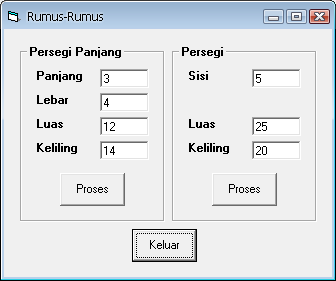 Rumus-Rumus
Persegi Panjang
Panjang 3
Lebar 4
Luas 12
Keliling 14
Proses
Persegi
Sisi 5
Luas 25
Keliling 20
Proses
Keluar